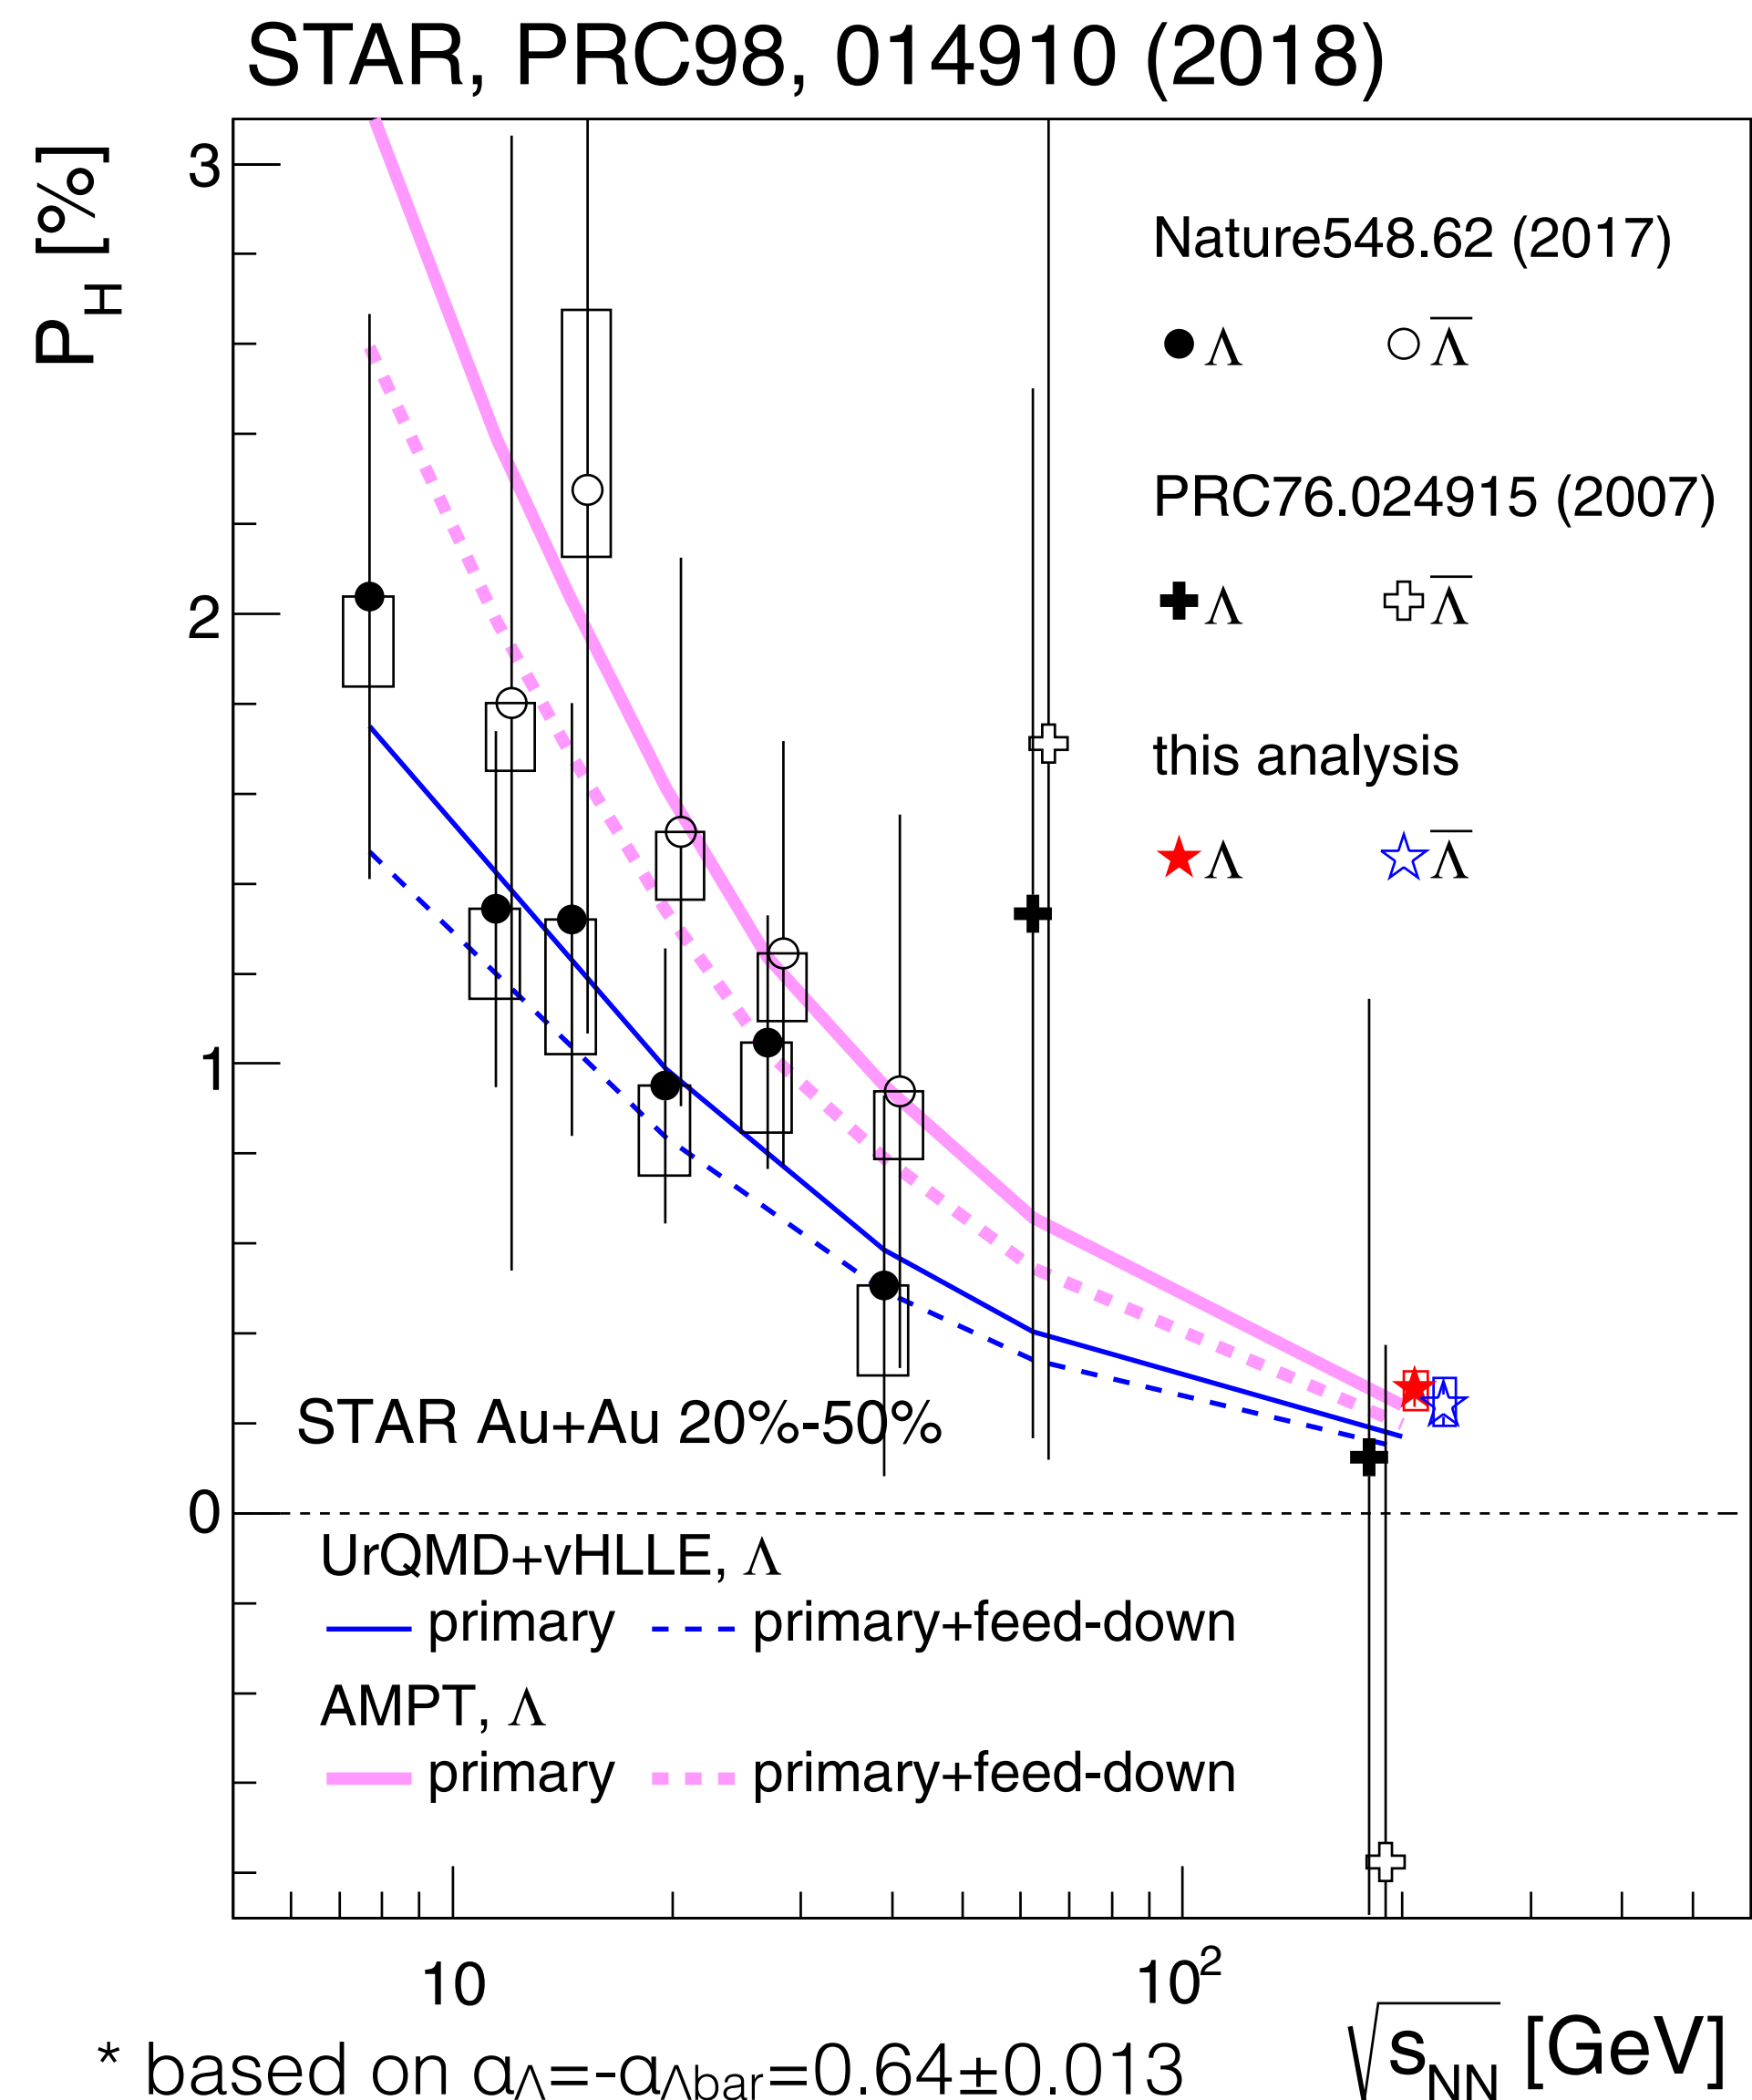 STAR, PRC98, 014910 (2018)
P_H [%]
3
2
1
0
Nature548.62 (2017)
Λ Λ̅
PRC76.024915 (2007)
Λ Λ̅
this analysis
Λ Λ̅
STAR Au+Au 20%-50%
UrQMD+vHLLE, Λ
primary primary+feed-down
AMPT, Λ
primary primary+feed-down
10 10²
√s_NN [GeV]
* based on α_Λ=-α_Λbar=0.64±0.013